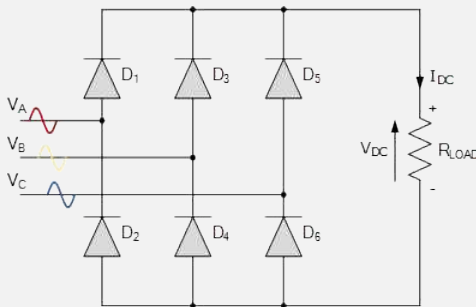 D1 D3 D5
IDC
VA
+
VB
VDC RLOAD
VC
-
D2 D4 D6